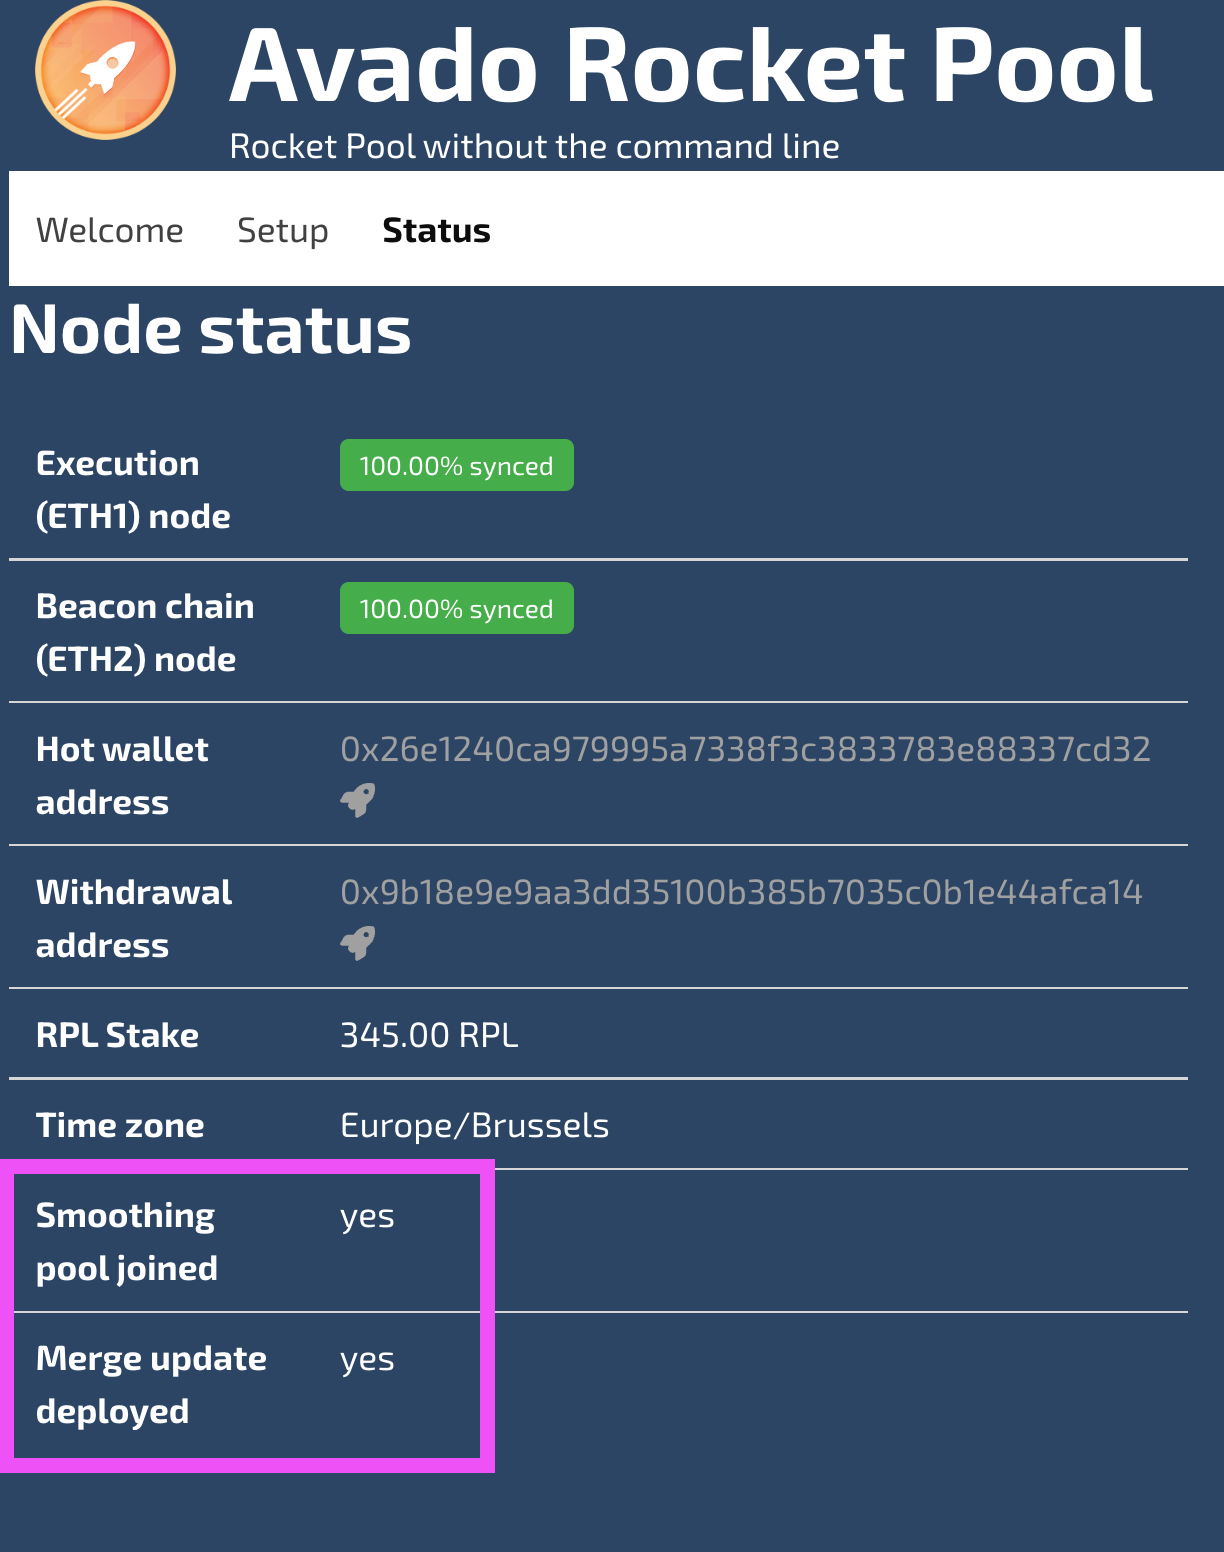 Avado Rocket Pool
Rocket Pool without the command line
Welcome Setup Status
Node status
Execution (ETH1) node
100.00% synced
Beacon chain (ETH2) node
100.00% synced
Hot wallet address
0x26e1240ca979995a7338f3c3833783e88337cd32
Withdrawal address
0x9b18e9e9aa3dd35100b385b7035c0b1e44afca14
RPL Stake
345.00 RPL
Time zone
Europe/Brussels
Smoothing pool joined
yes
Merge update deployed
yes